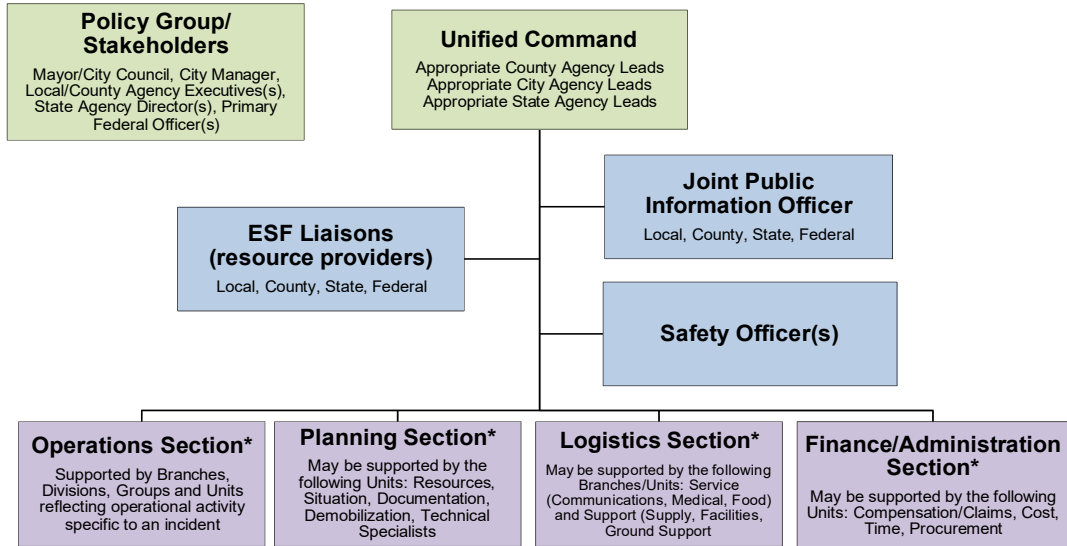 Policy Group/
Stakeholders
Mayor/City Council, City Manager,
Local/County Agency Executives(s),
State Agency Director(s), Primary
Federal Officer(s)
Unified Command
Appropriate County Agency Leads
Appropriate City Agency Leads
Appropriate State Agency Leads
Joint Public
Information Officer
Local, County, State, Federal
ESF Liaisons
(resource providers)
Local, County, State, Federal
Safety Officer(s)
Operations Section*
Supported by Branches,
Divisions, Groups and Units
reflecting operational activity
specific to an incident
Planning Section*
May be supported by the
following Units: Resources,
Situation, Documentation,
Demobilization, Technical
Specialists
Logistics Section*
May be supported by the following
Branches/Units: Service
(Communications, Medical, Food)
and Support (Supply, Facilities,
Ground Support
Finance/Administration
Section*
May be supported by the following
Units: Compensation/Claims, Cost,
Time, Procurement